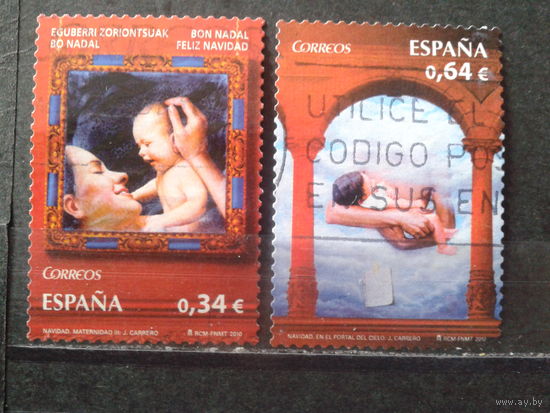 EGUBERRI ZORIONTSUAK
BO NADAL
BON NADAL
FELIZ NAVIDAD
CORREOS
ESPAÑA
0,34 €
NAVIDAD. MATERNIDAD III: J. CARRERO
RCM-FNMT 2010
CORREOS
ESPAÑA
0,64 €
UTILICE EL
CODIGO PO
E SUS EN
NAVIDAD. EN EL PORTAL DEL CIELO: J. CARRERO
RCM-FNMT 2010
www.ay.by